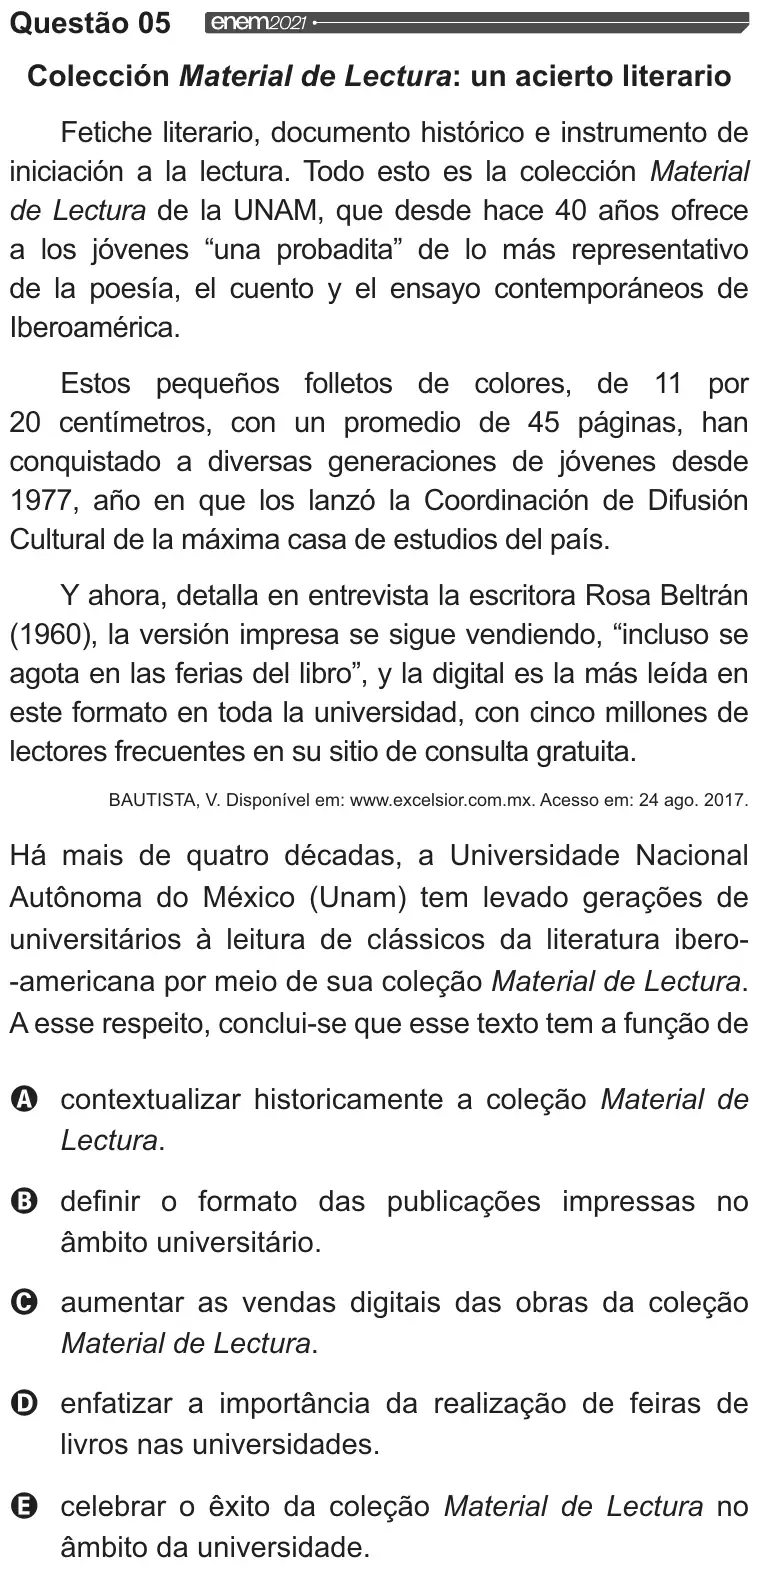 Questão 05 enem2021
Colección Material de Lectura: un acierto literario
Fetiche literario, documento histórico e instrumento de
iniciación a la lectura. Todo esto es la colección Material
de Lectura de la UNAM, que desde hace 40 años ofrece
a los jóvenes “una probadita” de lo más representativo
de la poesía, el cuento y el ensayo contemporáneos de
Iberoamérica.
Estos pequeños folletos de colores, de 11 por
20 centímetros, con un promedio de 45 páginas, han
conquistado a diversas generaciones de jóvenes desde
1977, año en que los lanzó la Coordinación de Difusión
Cultural de la máxima casa de estudios del país.
Y ahora, detalla en entrevista la escritora Rosa Beltrán
(1960), la versión impresa se sigue vendiendo, “incluso se
agota en las ferias del libro”, y la digital es la más leída en
este formato en toda la universidad, con cinco millones de
lectores frecuentes en su sitio de consulta gratuita.
BAUTISTA, V. Disponível em: www.excelsior.com.mx. Acesso em: 24 ago. 2017.
Há mais de quatro décadas, a Universidade Nacional
Autônoma do México (Unam) tem levado gerações de
universitários à leitura de clássicos da literatura ibero-
-americana por meio de sua coleção Material de Lectura.
A esse respeito, conclui-se que esse texto tem a função de
A contextualizar historicamente a coleção Material de
Lectura.
B definir o formato das publicações impressas no
âmbito universitário.
C aumentar as vendas digitais das obras da coleção
Material de Lectura.
D enfatizar a importância da realização de feiras de
livros nas universidades.
E celebrar o êxito da coleção Material de Lectura no
âmbito da universidade.